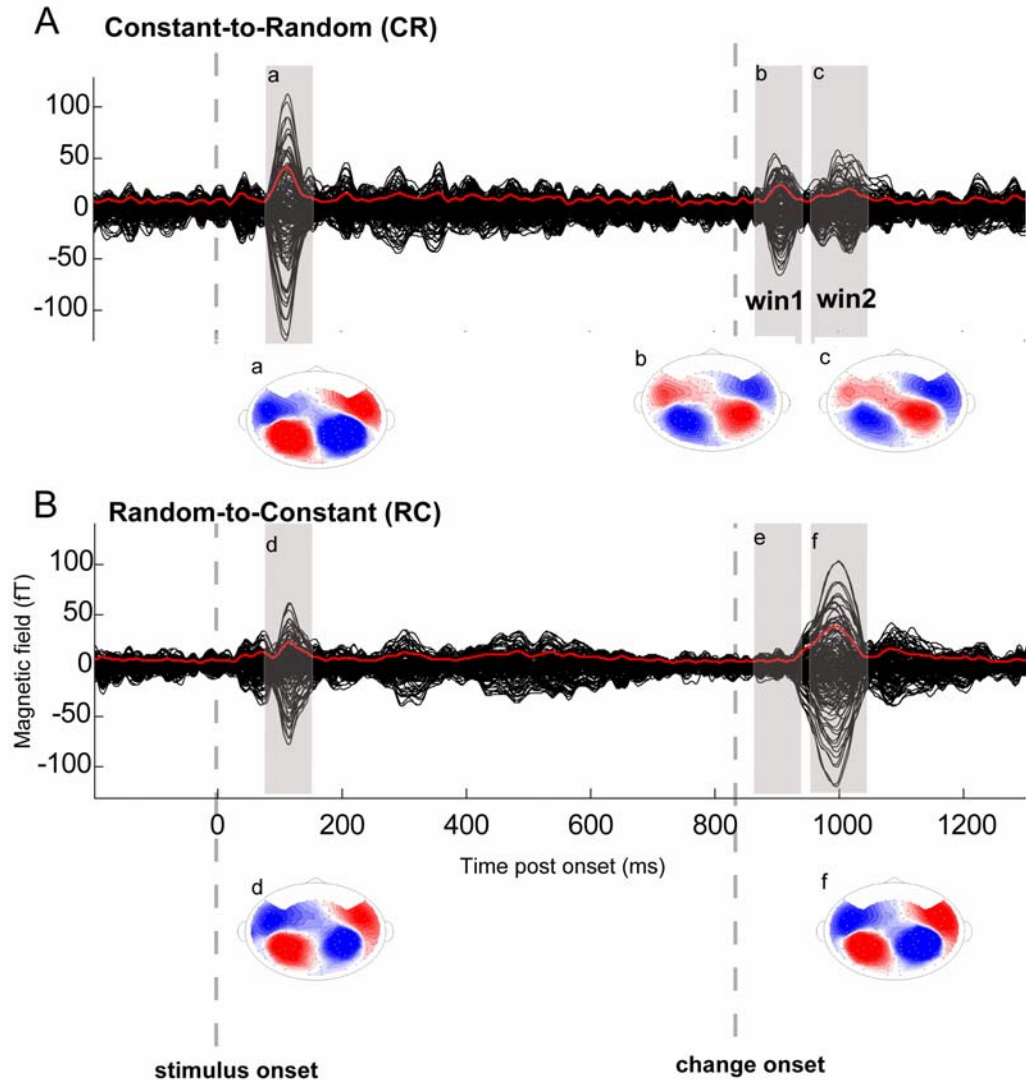 A
Constant-to-Random (CR)
a
b
c
100
50
0
-50
-100
win1 win2
a
b
c
B
Random-to-Constant (RC)
d
e
f
100
50
0
-50
-100
Magnetic field (fT)
0 200 400 600 800 1000 1200
Time post onset (ms)
d
f
stimulus onset
change onset